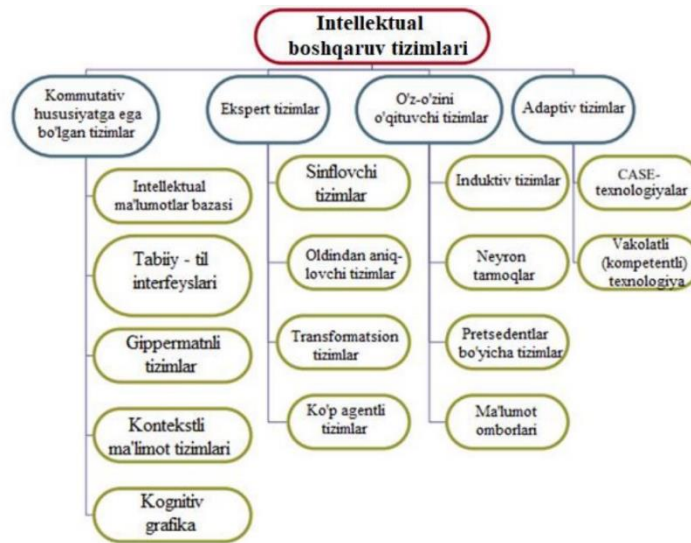 Intellektual
boshqaruv tizimlari
Kommutativ
hususiyatga ega
bo'lgan tizimlar
Ekspert tizimlar
O'z-o'zini
o'qituvchi tizimlar
Adaptiv tizimlar
Intellektual
ma'lumotlar bazasi
Tabiiy - til
interfeyslari
Gippermatnli
tizimlar
Kontekstli
ma'limot tizimlari
Kognitiv
grafika
Sinflovchi
tizimlar
Oldindan aniq-
lovchi tizimlar
Transformatsion
tizimlar
Ko'p agentli
tizimlar
Induktiv tizimlar
Neyron
tarmoqlar
Pretsedentlar
bo'yicha tizimlar
Ma'lumot
omborlari
CASE-
texnologiyalar
Vakolatli
(kompetentli)
texnologiya